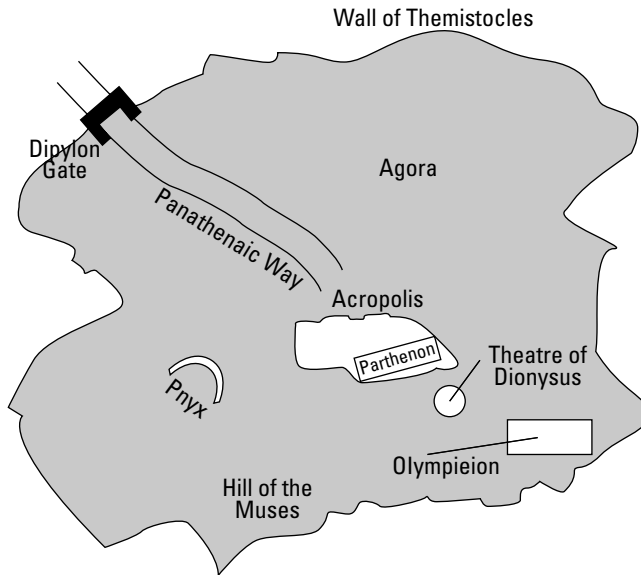 Wall of Themistocles
Dipylon
Gate
Agora
Panathenaic Way
Acropolis
Parthenon
Theatre of
Dionysus
Pnyx
Olympieion
Hill of the
Muses